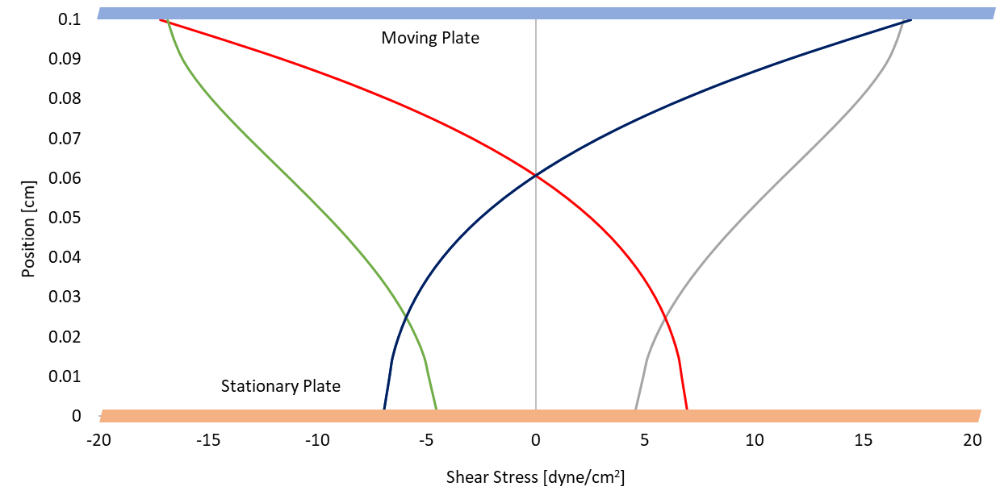 0.1
Moving Plate
0.09
0.08
0.07
0.06
0.05
0.04
0.03
0.02
0.01
Stationary Plate
0
Position [cm]
-20 -15 -10 -5 0 5 10 15 20
Shear Stress [dyne/cm²]